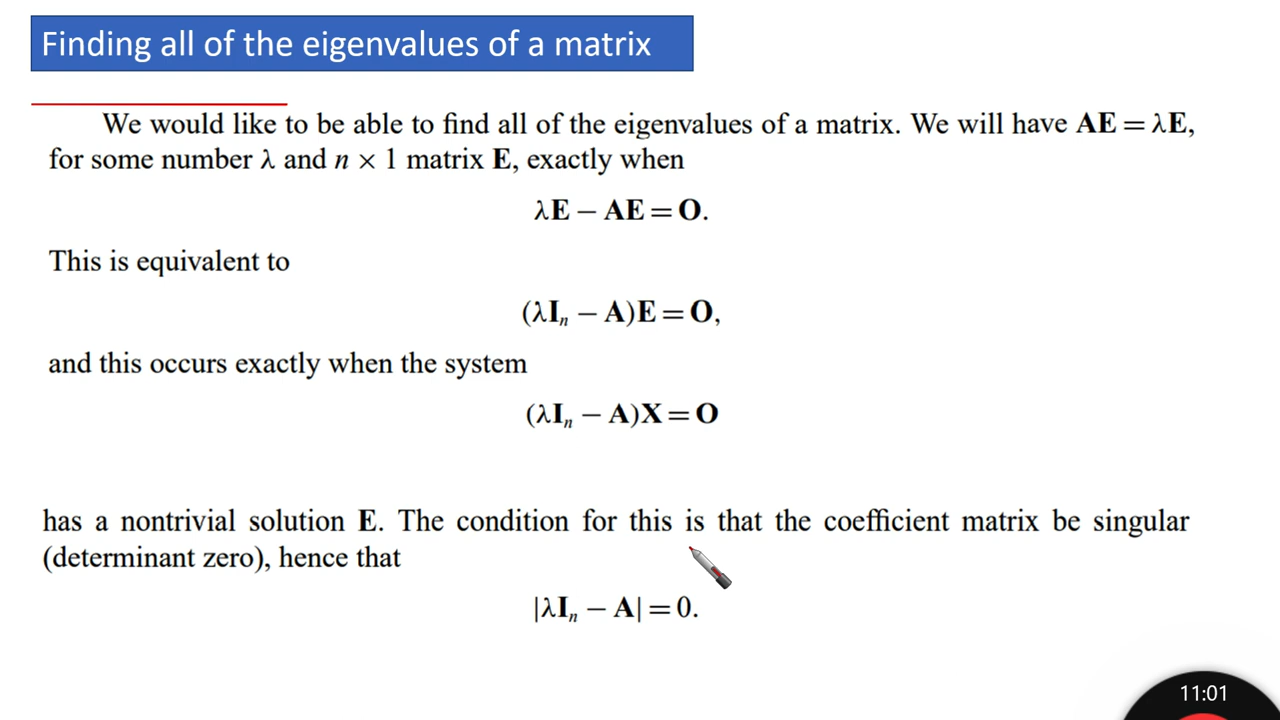 Finding all of the eigenvalues of a matrix
We would like to be able to find all of the eigenvalues of a matrix. We will have AE = λE,
for some number λ and n × 1 matrix E, exactly when
λE − AE = O.
This is equivalent to
(λIₙ − A)E = O,
and this occurs exactly when the system
(λIₙ − A)X = O
has a nontrivial solution E. The condition for this is that the coefficient matrix be singular
(determinant zero), hence that
|λIₙ − A| = 0.
11:01